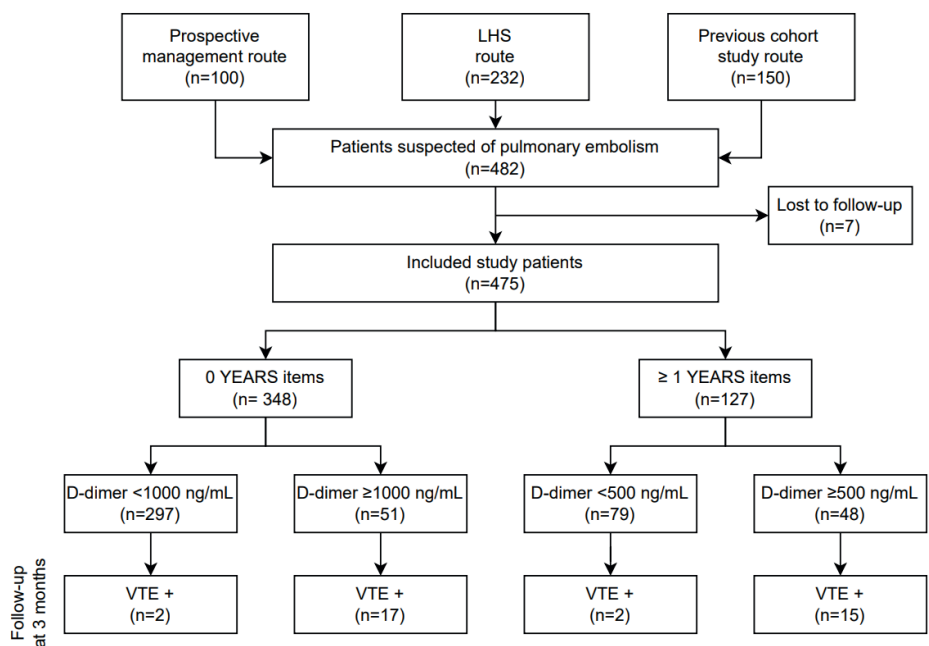 Prospective
management route
(n=100)
LHS
route
(n=232)
Previous cohort
study route
(n=150)
Patients suspected of pulmonary embolism
(n=482)
Lost to follow-up
(n=7)
Included study patients
(n=475)
0 YEARS items
(n= 348)
≥ 1 YEARS items
(n=127)
D-dimer <1000 ng/mL
(n=297)
D-dimer ≥1000 ng/mL
(n=51)
D-dimer <500 ng/mL
(n=79)
D-dimer ≥500 ng/mL
(n=48)
Follow-up
at 3 months
VTE +
(n=2)
VTE +
(n=17)
VTE +
(n=2)
VTE +
(n=15)